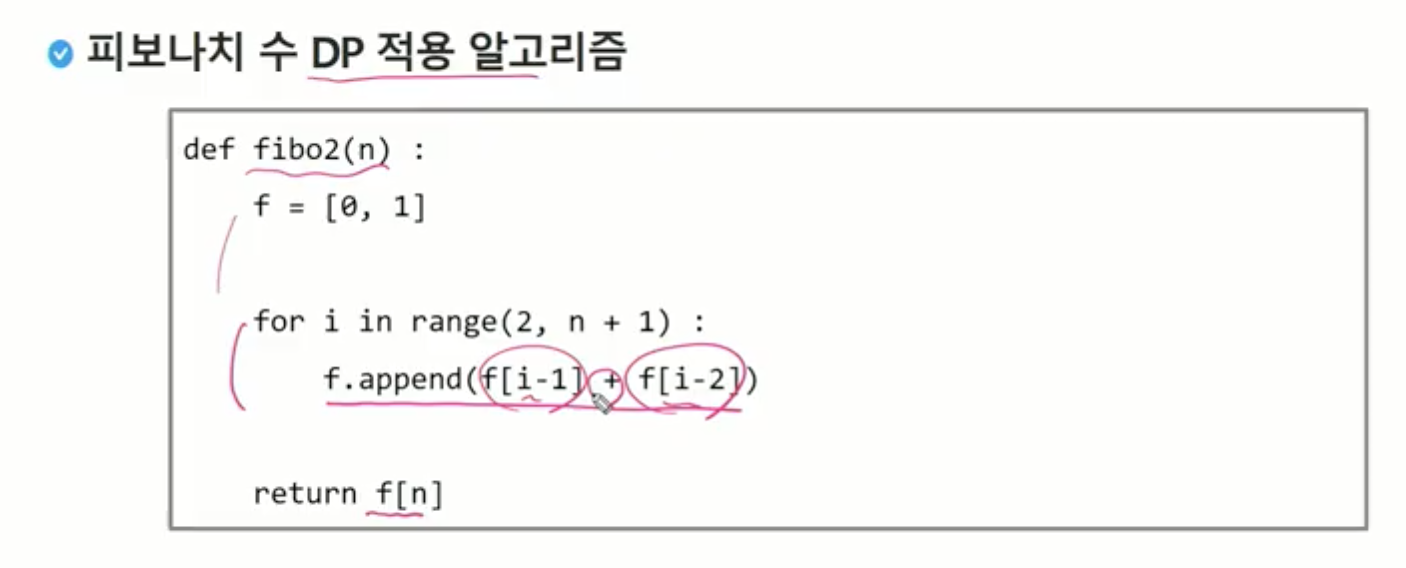 피보나치 수 DP 적용 알고리즘
def fibo2(n) :
f = [0, 1]
for i in range(2, n + 1) :
f.append(f[i-1] + f[i-2])
return f[n]